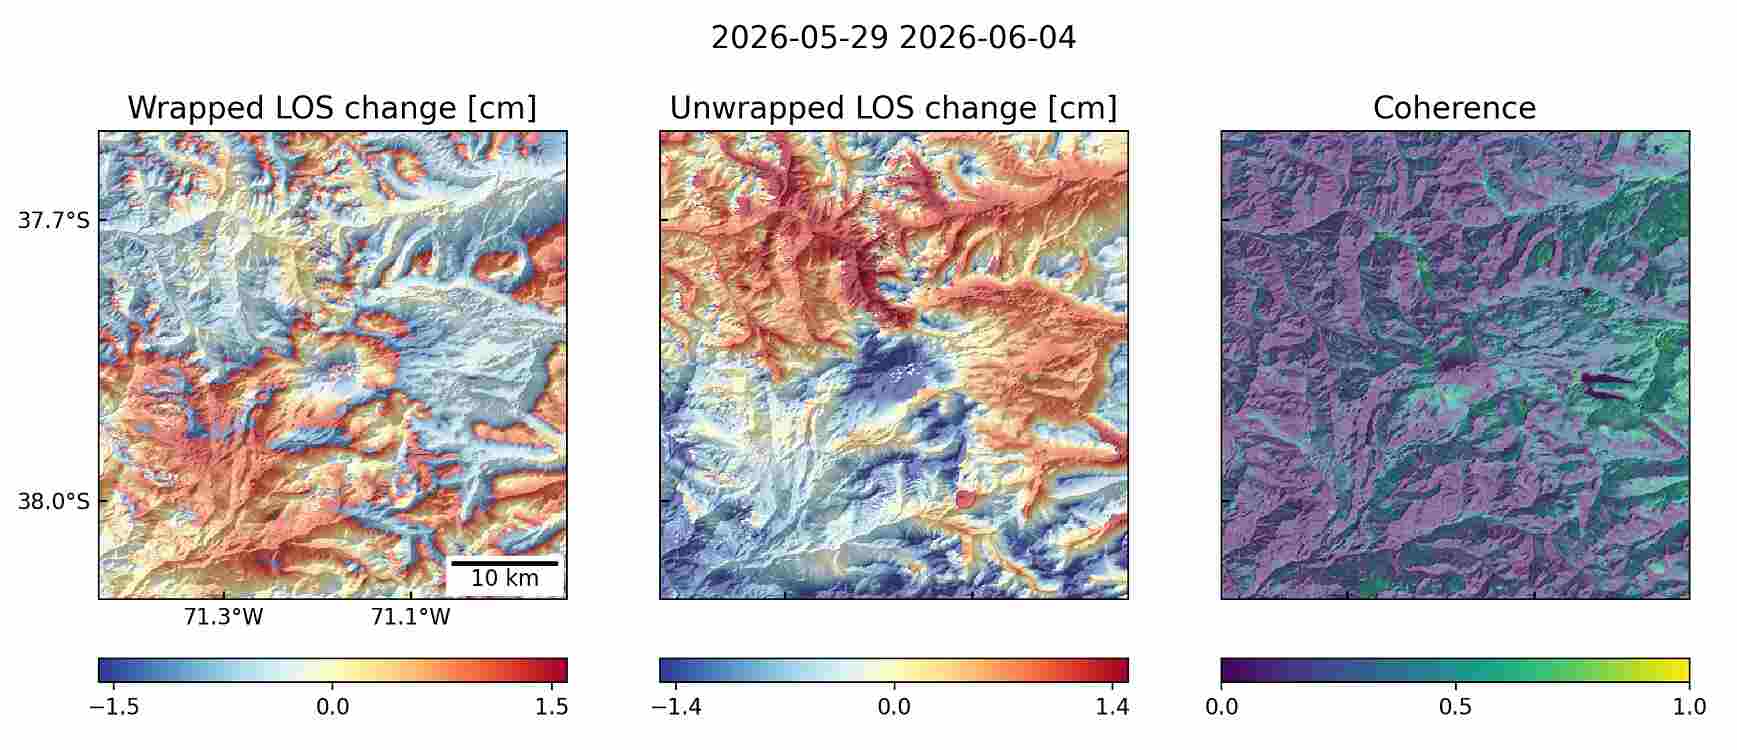 2026-05-29 2026-06-04
Wrapped LOS change [cm]
Unwrapped LOS change [cm]
Coherence
37.7°S
38.0°S
10 km
71.3°W
71.1°W
−1.5
0.0
1.5
−1.4
0.0
1.4
0.0
0.5
1.0